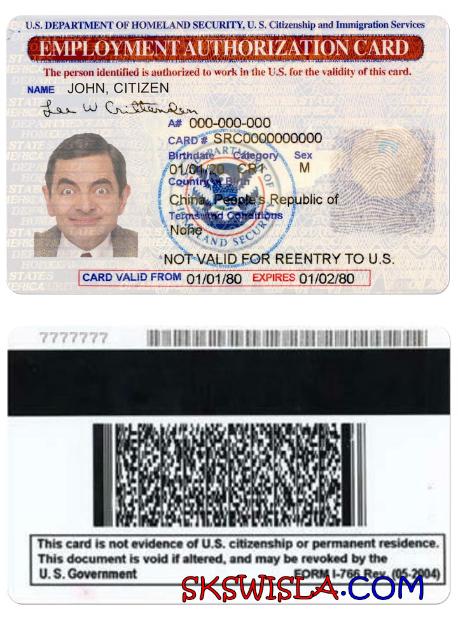 U.S. DEPARTMENT OF HOMELAND SECURITY, U. S. Citizenship and Immigration Services
EMPLOYMENT AUTHORIZATION CARD
The person identified is authorized to work in the U.S. for the validity of this card.
NAME JOHN, CITIZEN
Lee W Crittenden
A# 000-000-000
CARD # SRC0000000000
Birthdate Category Sex
01/01/20 CR1 M
Country of Birth
China, People's Republic of
Terms and Conditions
None
NOT VALID FOR REENTRY TO U.S.
CARD VALID FROM 01/01/80 EXPIRES 01/02/80
7777777
This card is not evidence of U.S. citizenship or permanent residence.
This document is void if altered, and may be revoked by the
U. S. Government FORM I-766 Rev. (05-2004)
SKSWISLA.COM